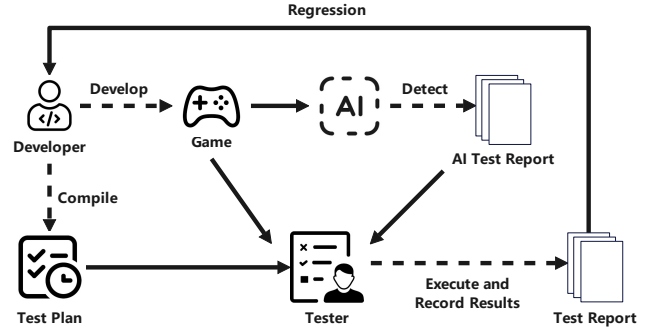 Regression
Develop
Detect
</>
AI
Developer
Game
AI Test Report
Compile
Execute and
Record Results
Test Plan
Tester
Test Report